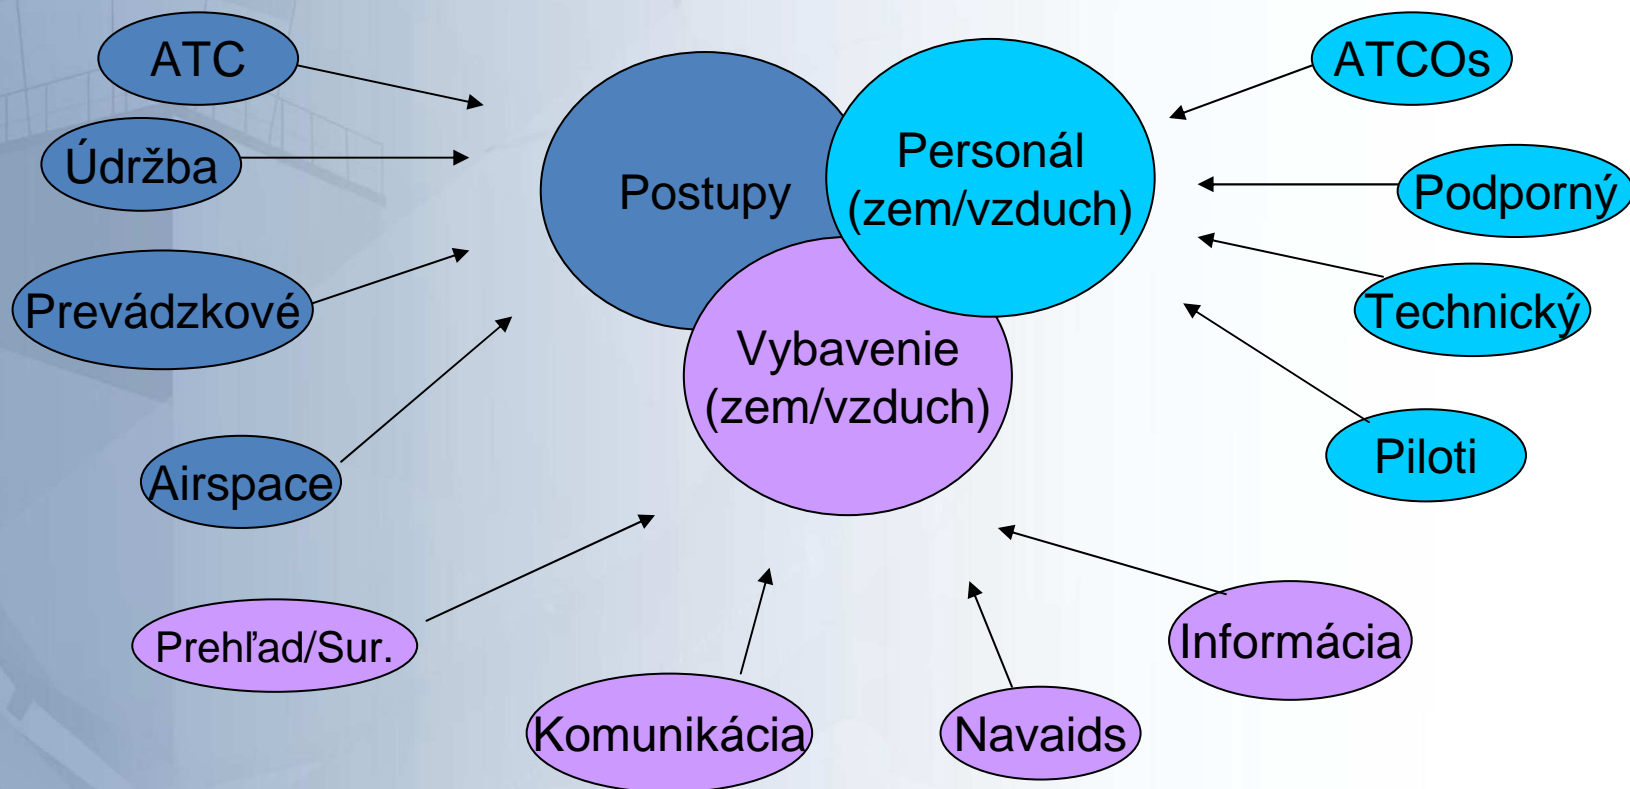 ATC
ATCOs
Údržba
Personál
(zem/vzduch)
Postupy
Podporný
Prevádzkové
Technický
Vybavenie
(zem/vzduch)
Piloti
Airspace
Prehľad/Sur.
Informácia
Komunikácia
Navaids